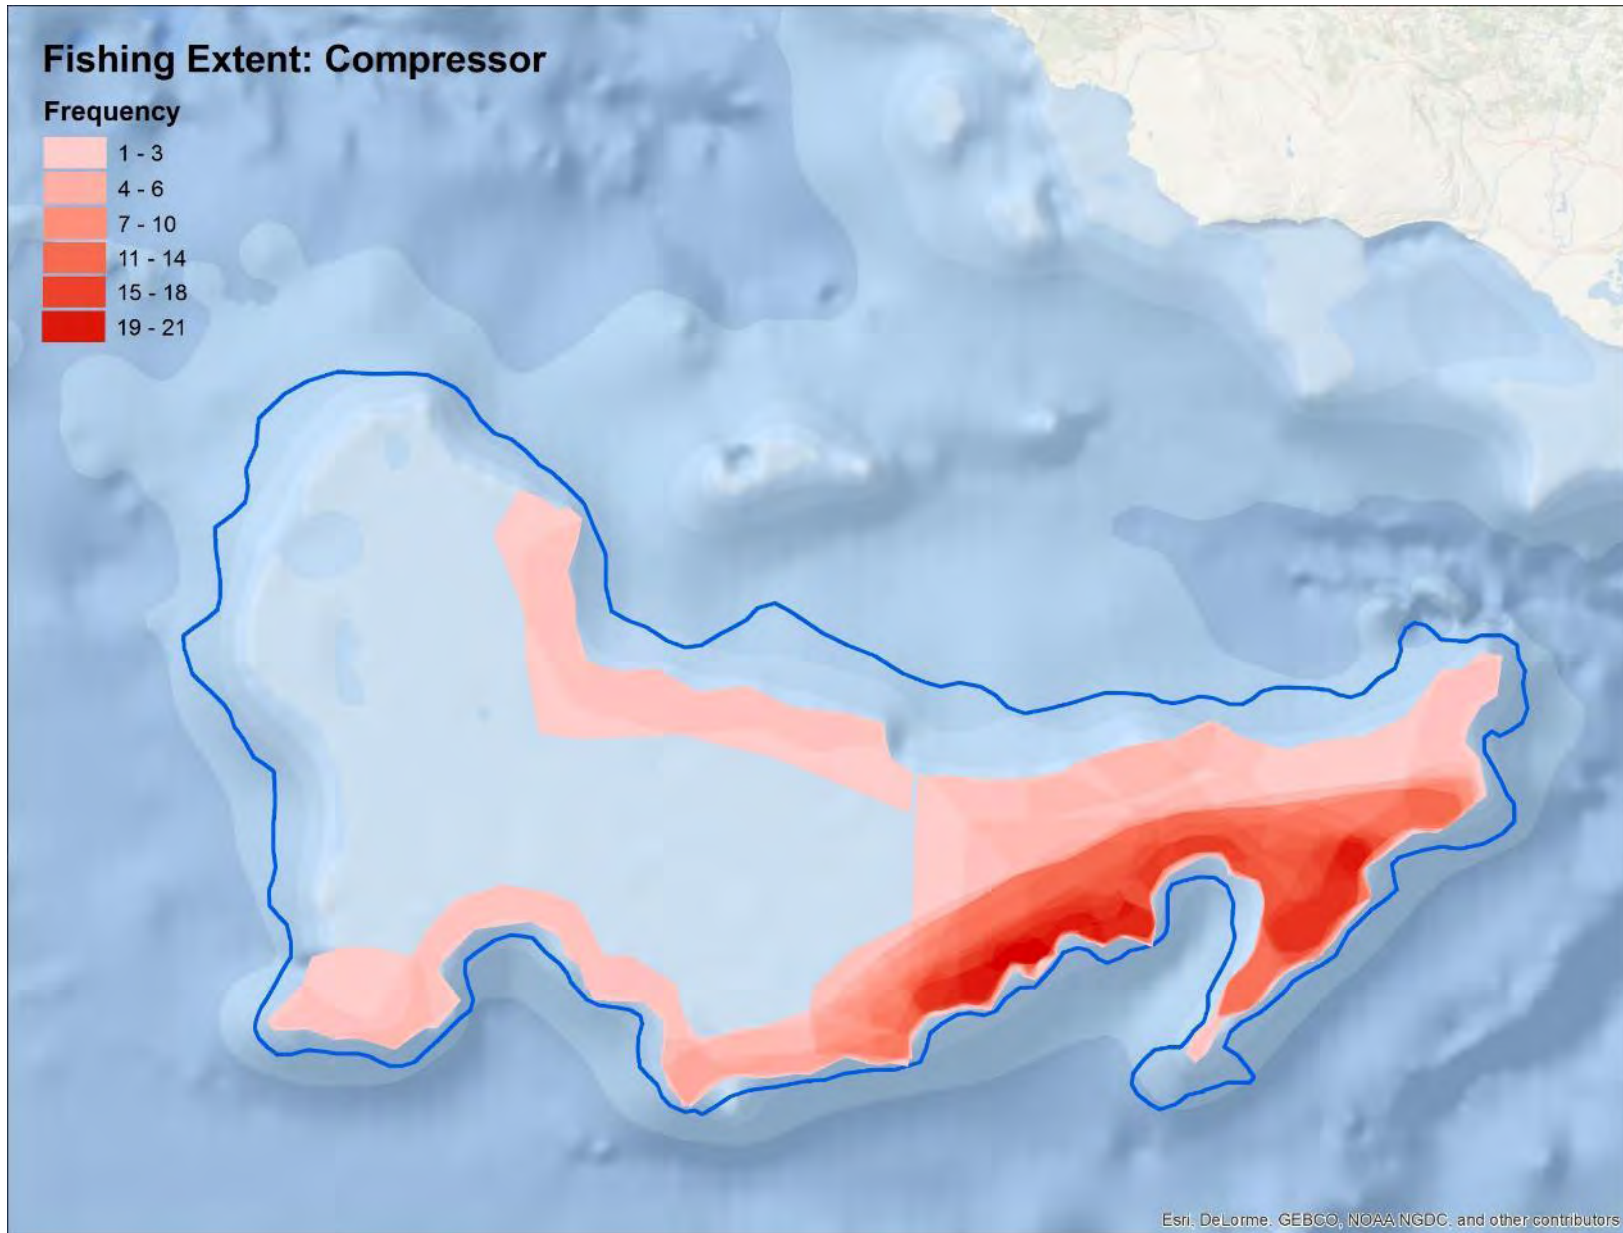 Fishing Extent: Compressor
Frequency
1 - 3
4 - 6
7 - 10
11 - 14
15 - 18
19 - 21
Esri, DeLorme, GEBCO, NOAA NGDC, and other contributors